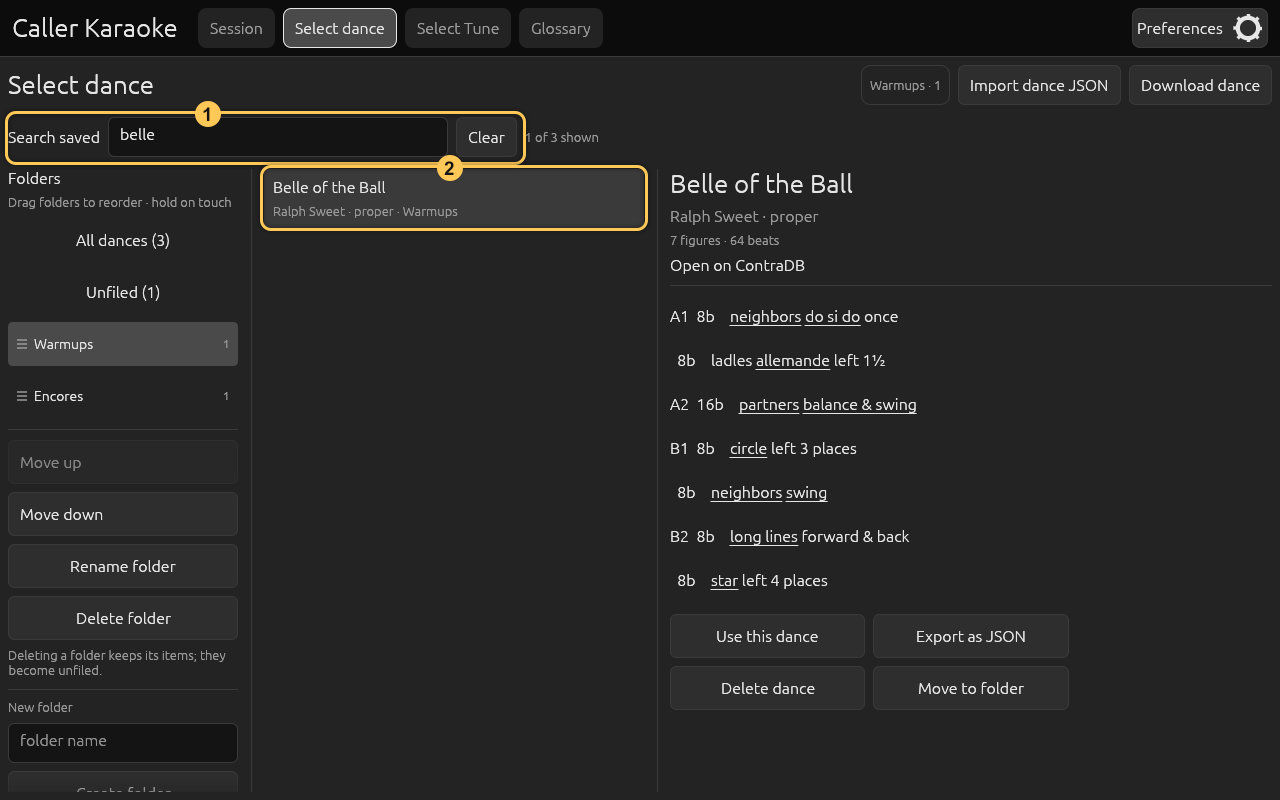 Caller Karaoke
Session
Select dance
Select Tune
Glossary
Preferences
Select dance
Warmups · 1
Import dance JSON
Download dance
1
Search saved
belle
Clear
1 of 3 shown
2
Folders
Drag folders to reorder · hold on touch
All dances (3)
Unfiled (1)
Warmups 1
Encores 1
Move up
Move down
Rename folder
Delete folder
Deleting a folder keeps its items; they
become unfiled.
New folder
folder name
Create folder
Belle of the Ball
Ralph Sweet · proper · Warmups
Belle of the Ball
Ralph Sweet · proper
7 figures · 64 beats
Open on ContraDB
A1 8b neighbors do si do once
8b ladles allemande left 1½
A2 16b partners balance & swing
B1 8b circle left 3 places
8b neighbors swing
B2 8b long lines forward & back
8b star left 4 places
Use this dance
Export as JSON
Delete dance
Move to folder